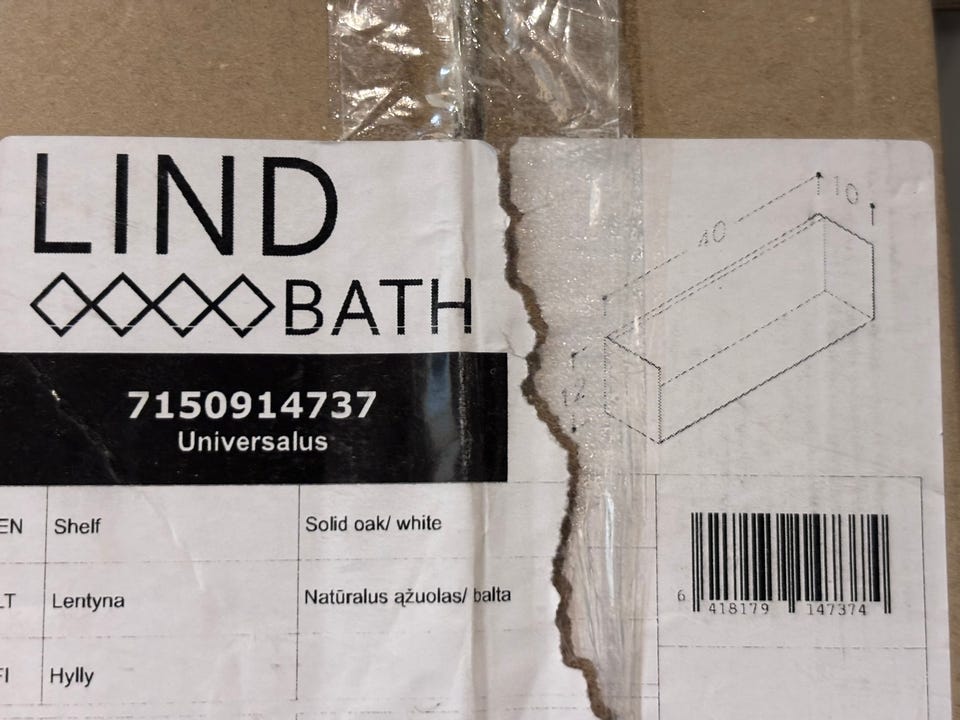 LIND
BATH
40
10
12
7150914737
Universalus
EN Shelf Solid oak/ white
LT Lentyna Natūralus ąžuolas/ balta
FI Hylly
6 418179 147374